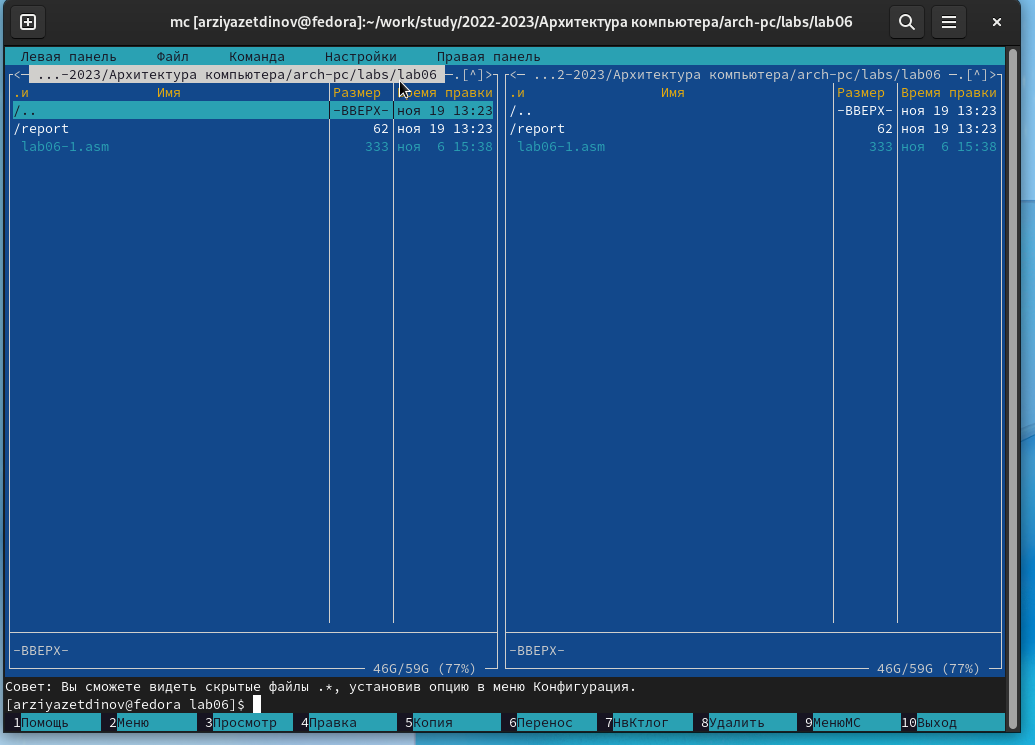 mc [arziyazetdinov@fedora]:~/work/study/2022-2023/Архитектура компьютера/arch-pc/labs/lab06
Левая панель Файл Команда Настройки Правая панель
<— ...-2023/Архитектура компьютера/arch-pc/labs/lab06 —.[^]>
.и Имя Размер Время правки
/.. -ВВЕРХ- ноя 19 13:23
/report 62 ноя 19 13:23
lab06-1.asm 333 ноя 6 15:38
-ВВЕРХ-
46G/59G (77%)
<— ...2-2023/Архитектура компьютера/arch-pc/labs/lab06 —.[^]>
.и Имя Размер Время правки
/.. -ВВЕРХ- ноя 19 13:23
/report 62 ноя 19 13:23
lab06-1.asm 333 ноя 6 15:38
-ВВЕРХ-
46G/59G (77%)
Совет: Вы сможете видеть скрытые файлы .*, установив опцию в меню Конфигурация.
[arziyazetdinov@fedora lab06]$
1Помощь 2Меню 3Просмотр 4Правка 5Копия 6Перенос 7НвКтлог 8Удалить 9МенюМС 10Выход